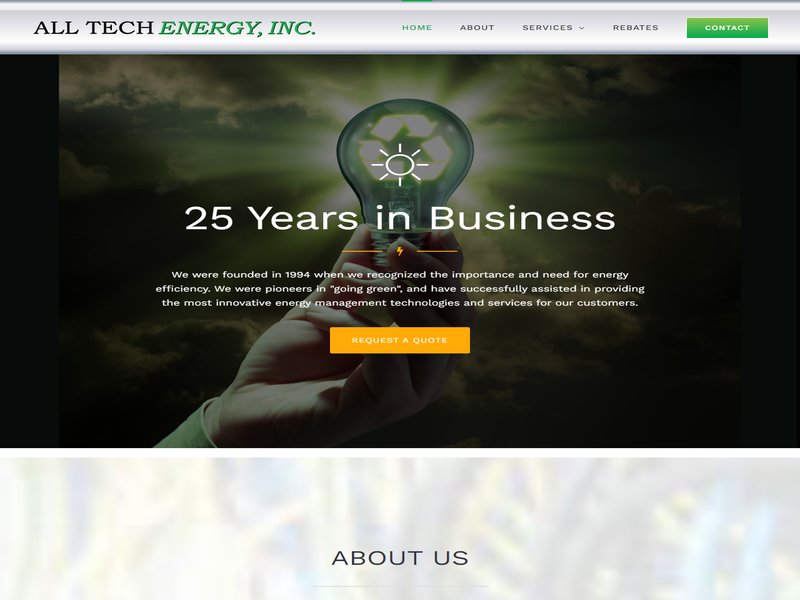 ALL TECH ENERGY, INC.
HOME ABOUT SERVICES REBATES CONTACT
25 Years in Business
We were founded in 1994 when we recognized the importance and need for energy
efficiency. We were pioneers in "going green", and have successfully assisted in providing
the most innovative energy management technologies and services for our customers.
REQUEST A QUOTE
ABOUT US